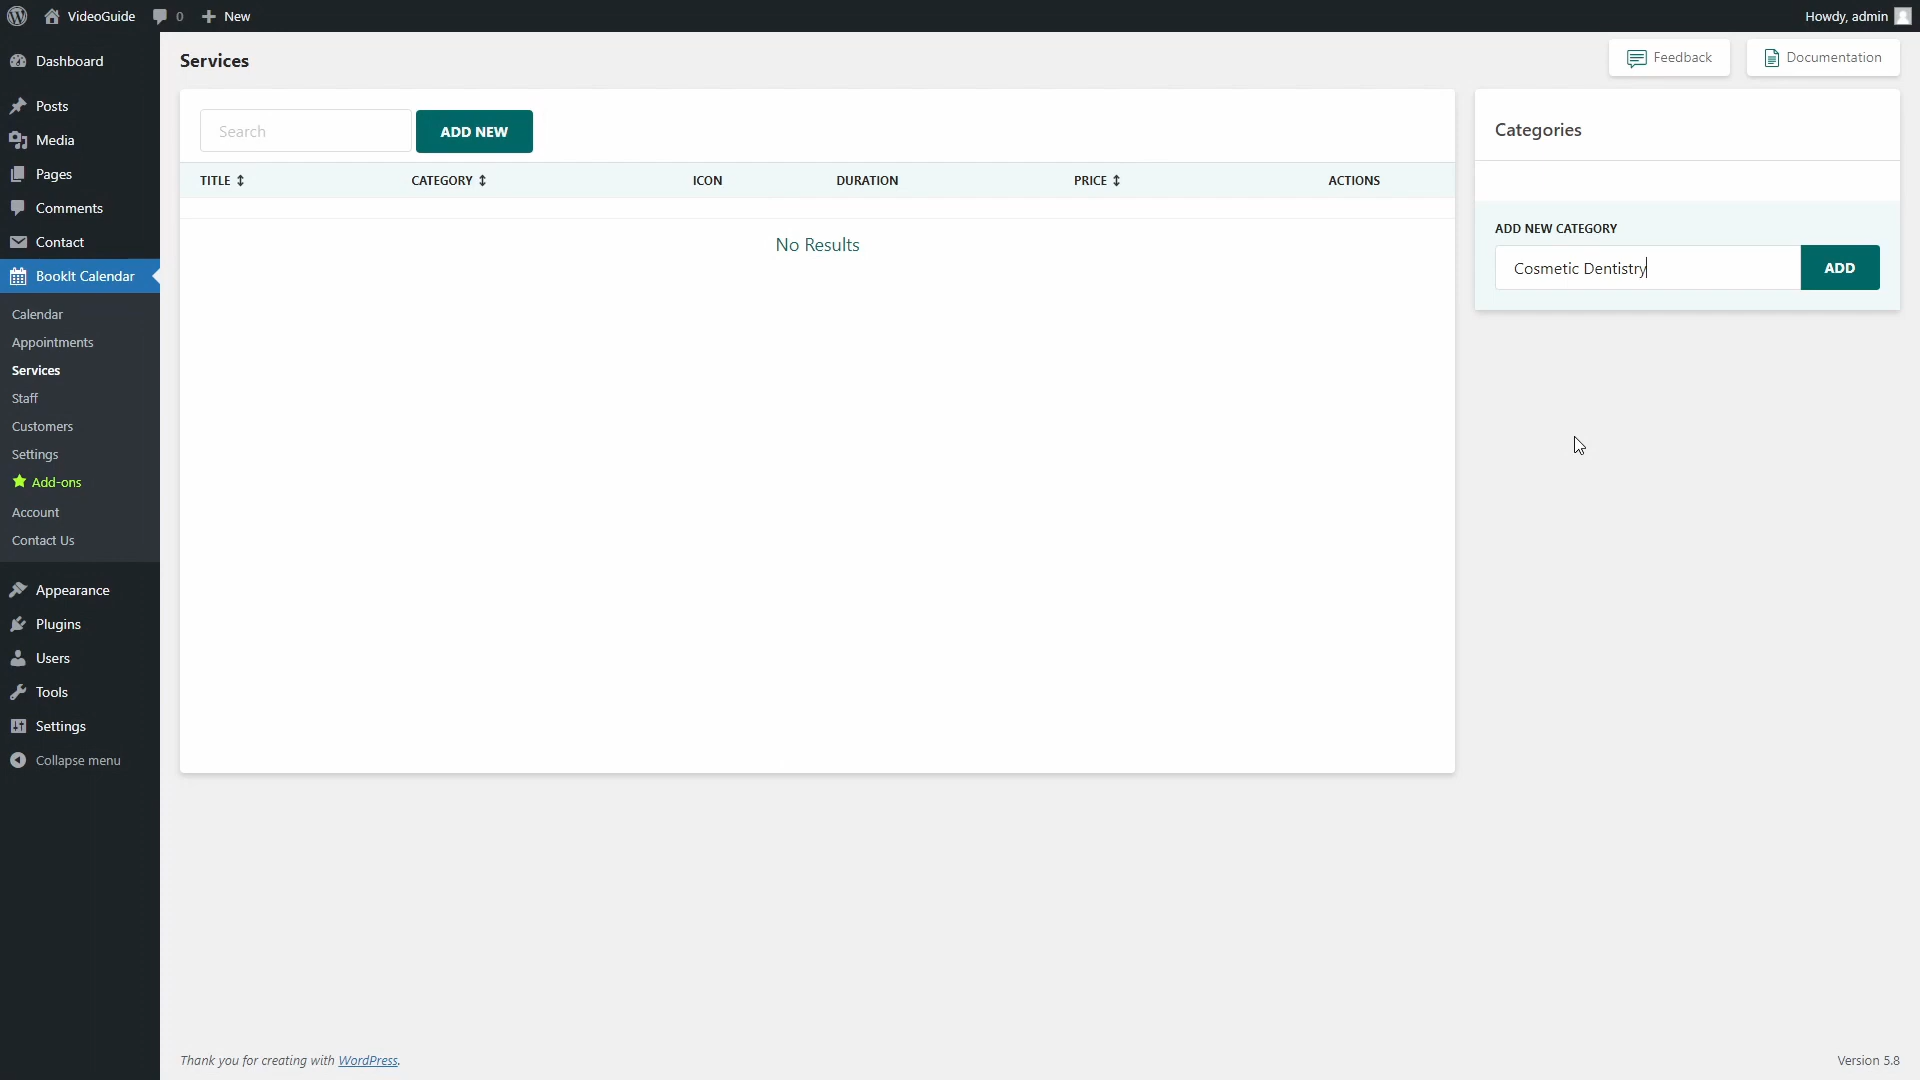 VideoGuide 0 New Howdy, admin
Dashboard
Posts
Media
Pages
Comments
Contact
BookIt Calendar
Calendar
Appointments
Services
Staff
Customers
Settings
Add-ons
Account
Contact Us
Appearance
Plugins
Users
Tools
Settings
Collapse menu
Services
Feedback
Documentation
Search
ADD NEW
TITLE CATEGORY ICON DURATION PRICE ACTIONS
No Results
Categories
ADD NEW CATEGORY
Cosmetic Dentistry
ADD
Thank you for creating with WordPress.
Version 5.8